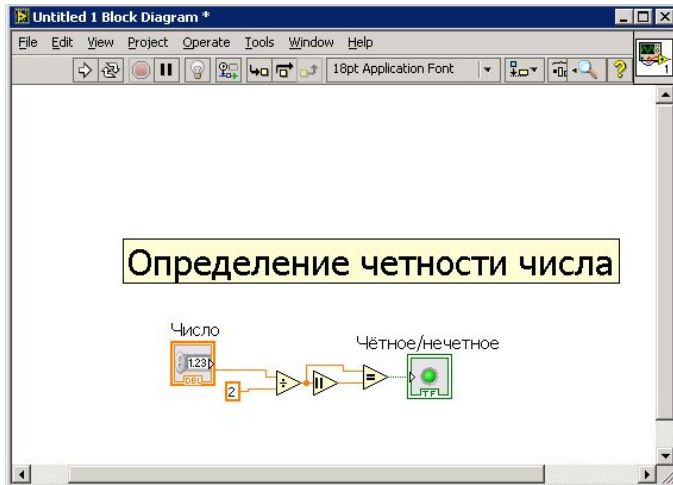 Untitled 1 Block Diagram *
File Edit View Project Operate Tools Window Help
18pt Application Font
1
Определение четности числа
Число
Чётное/нечетное
1.23
DBL
2
÷
=
TF